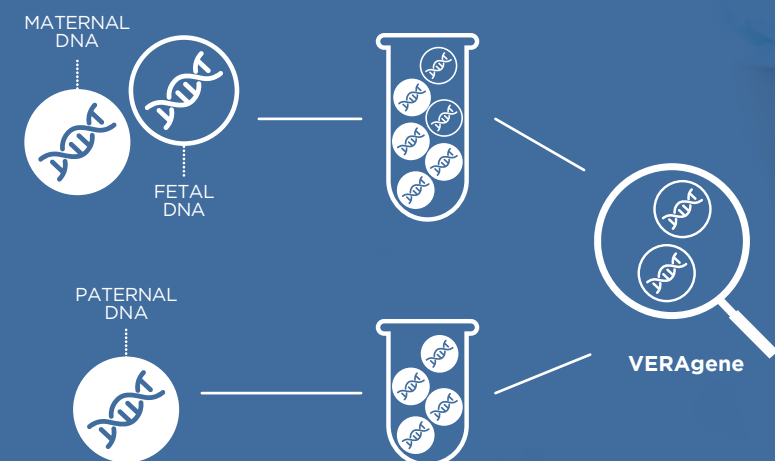 MATERNAL
DNA
FETAL
DNA
PATERNAL
DNA
VERAgene